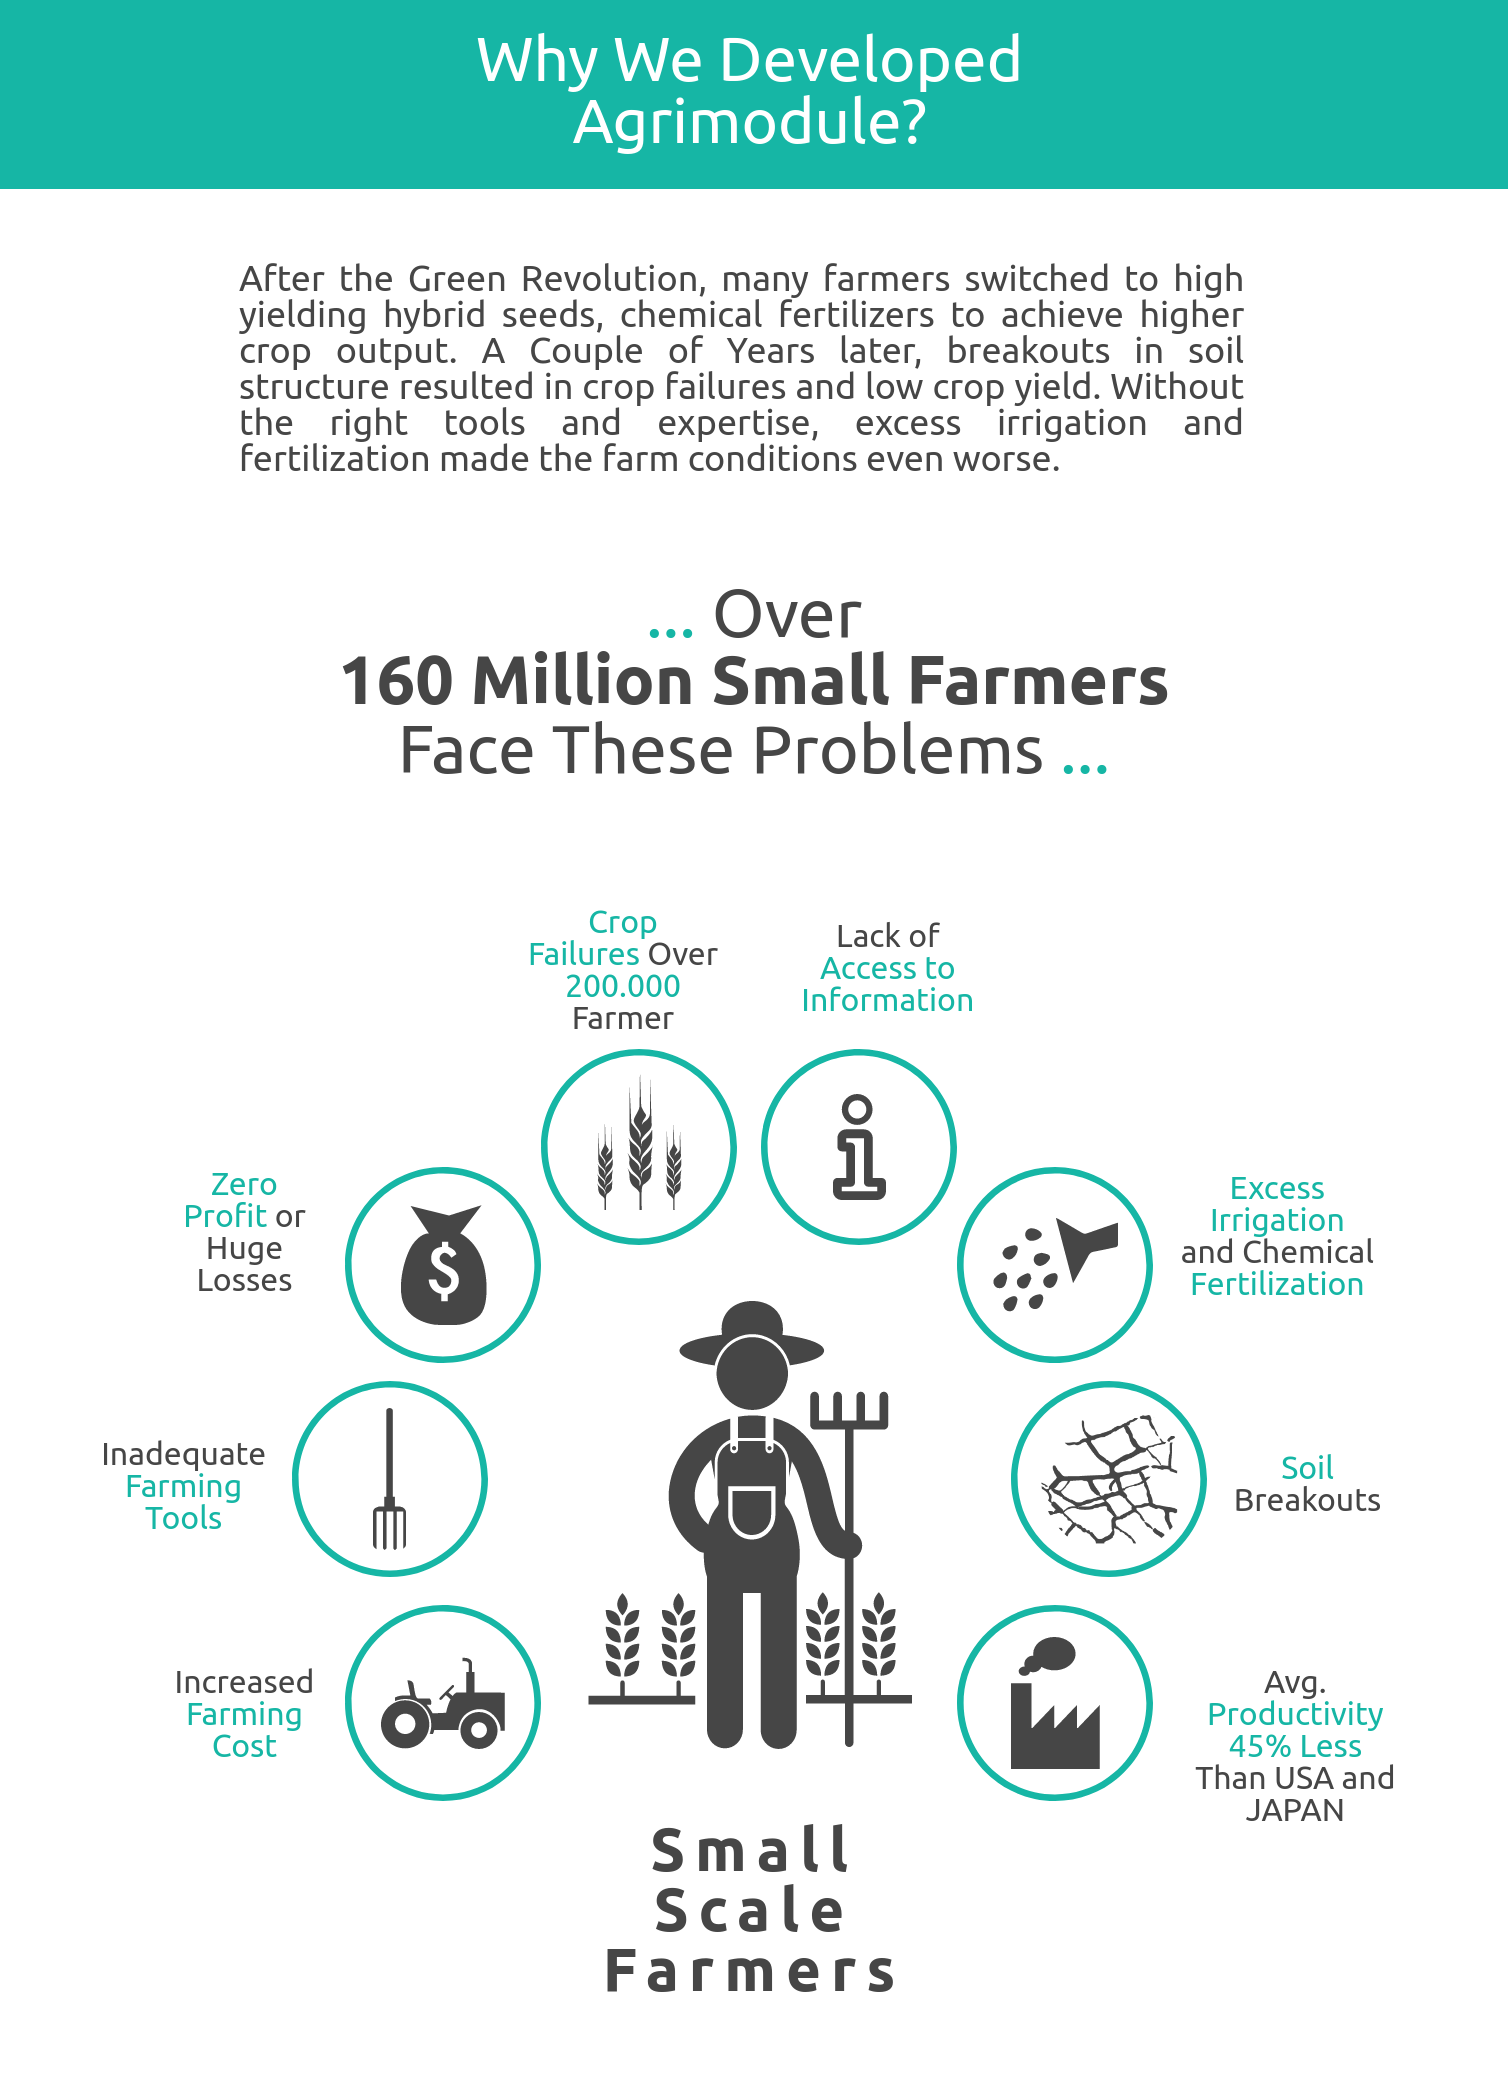 Why We Developed
Agrimodule?
After the Green Revolution, many farmers switched to high
yielding hybrid seeds, chemical fertilizers to achieve higher
crop output. A Couple of Years later, breakouts in soil
structure resulted in crop failures and low crop yield. Without
the right tools and expertise, excess irrigation and
fertilization made the farm conditions even worse.
... Over
160 Million Small Farmers
Face These Problems ...
Crop
Failures Over
200.000
Farmer
Lack of
Access to
Information
Zero
Profit or
Huge
Losses
$
Excess
Irrigation
and Chemical
Fertilization
Inadequate
Farming
Tools
Soil
Breakouts
Increased
Farming
Cost
Avg.
Productivity
45% Less
Than USA and
JAPAN
Small
Scale
Farmers